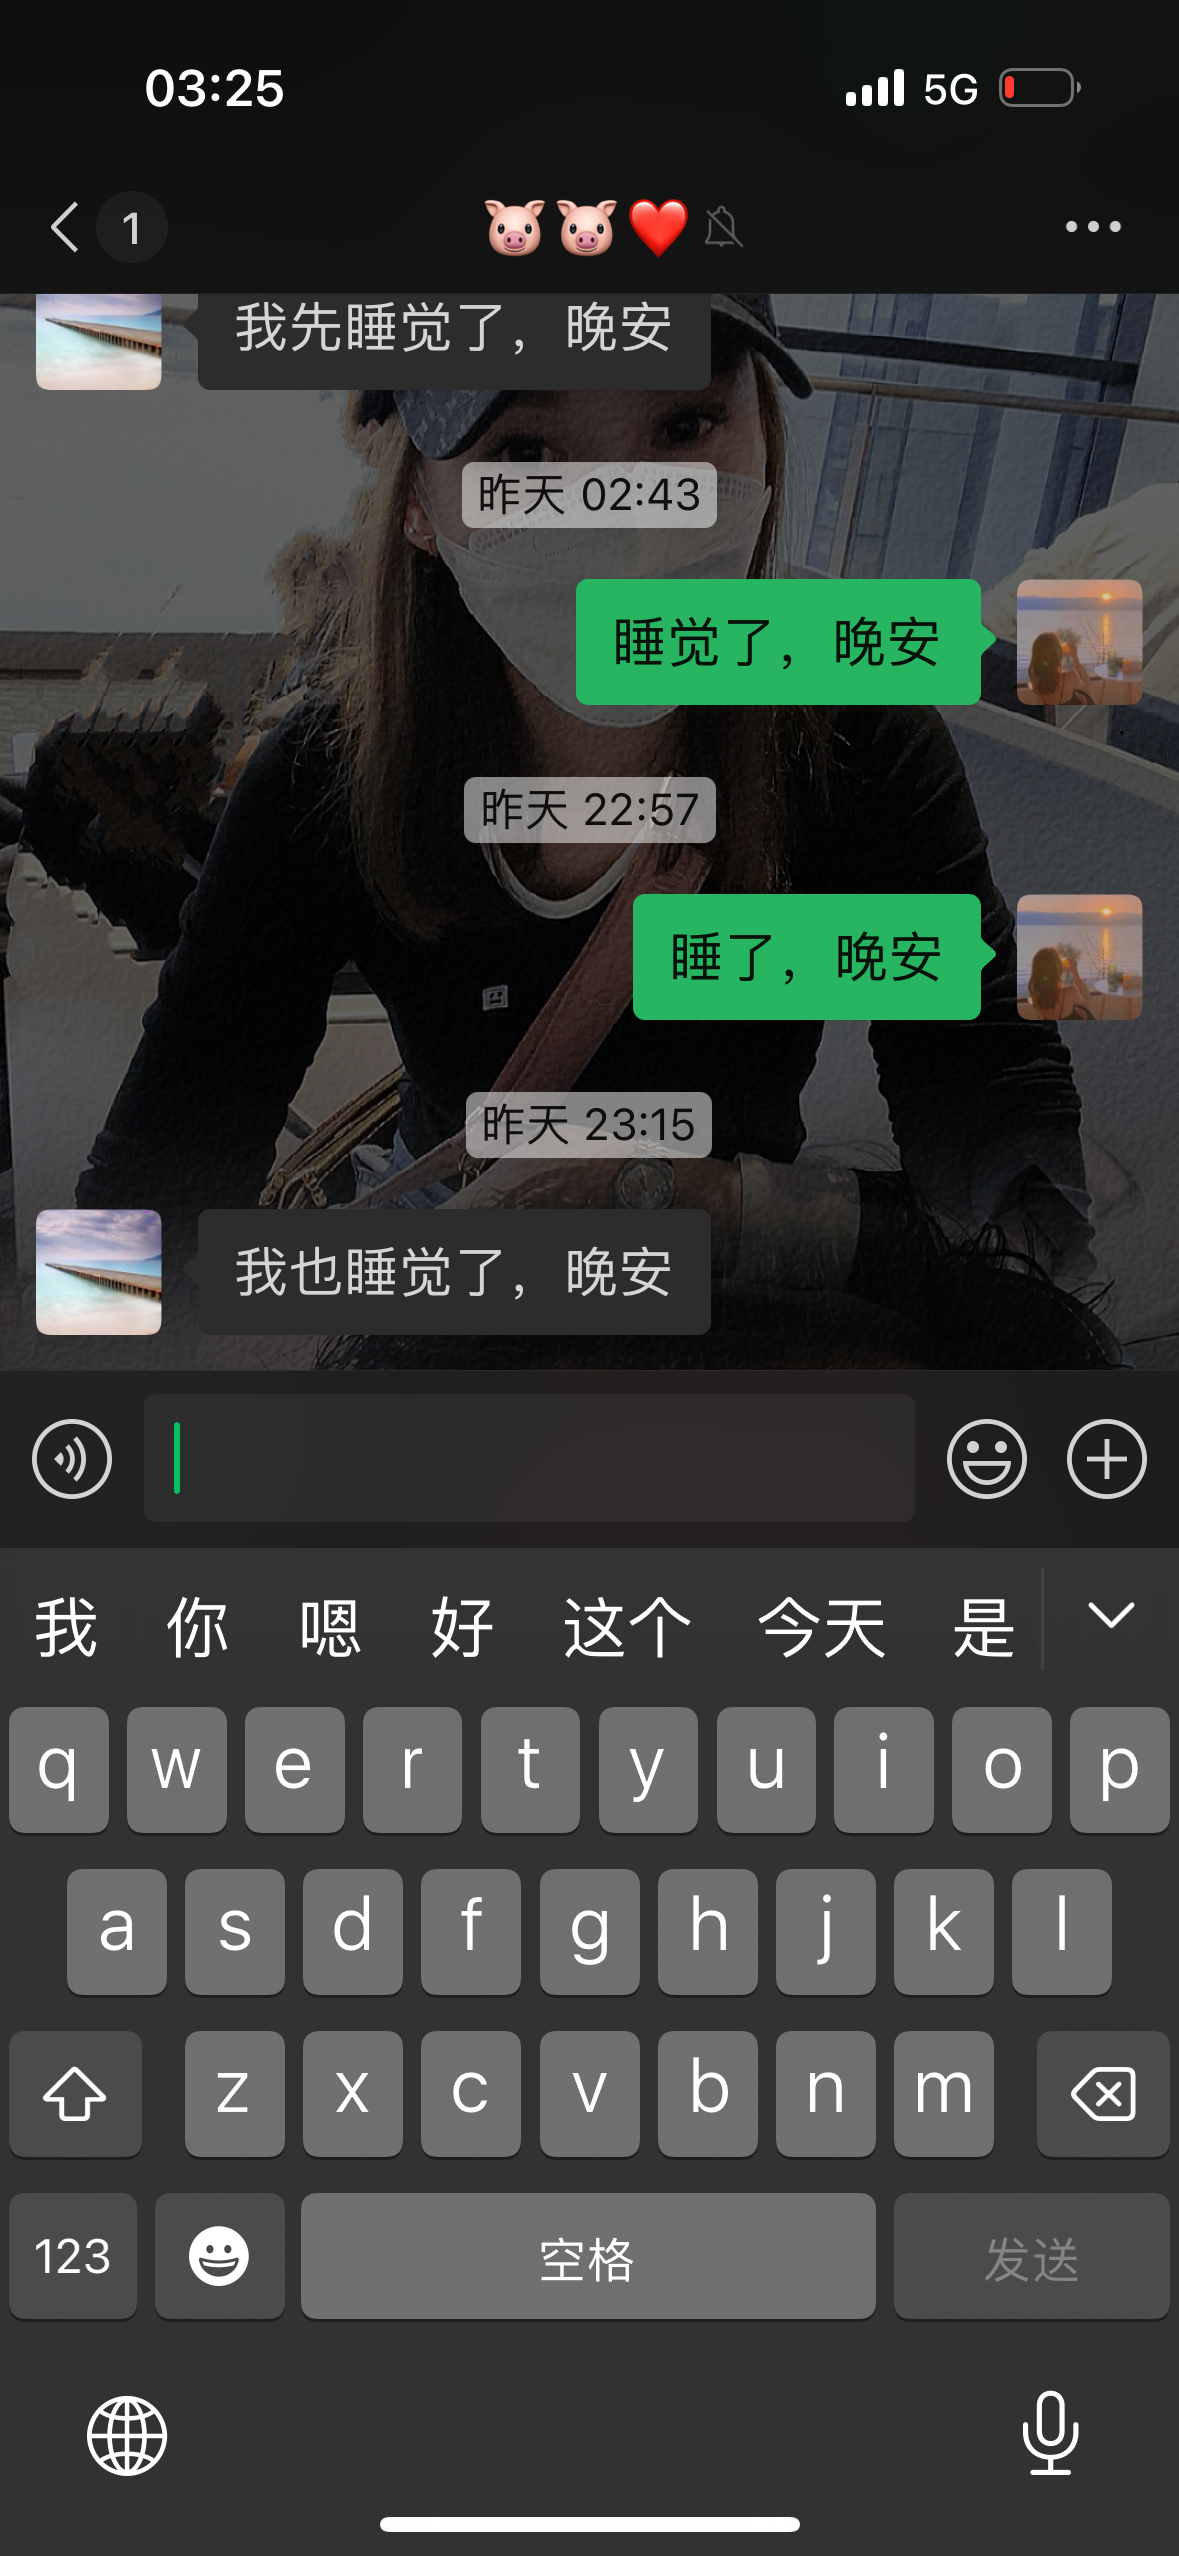 03:25
5G
1
🐷🐷❤️
我先睡觉了，晚安
昨天 02:43
睡觉了，晚安
昨天 22:57
睡了，晚安
昨天 23:15
我也睡觉了，晚安
我 你 嗯 好 这个 今天 是
q w e r t y u i o p
a s d f g h j k l
z x c v b n m
123 空格 发送